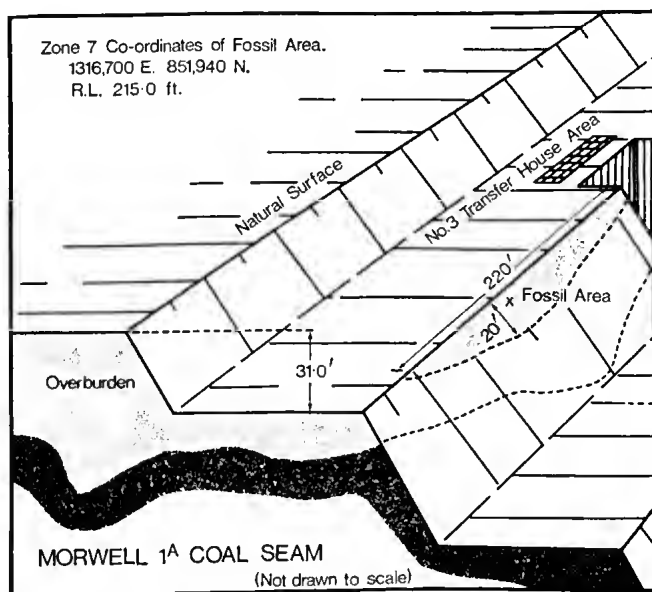 Zone 7 Co-ordinates of Fossil Area.
1316,700 E. 851,940 N.
R.L. 215·0 ft.
Natural Surface
No.3 Transfer House Area
220'
20'
x Fossil Area
31·0'
Overburden
MORWELL 1A COAL SEAM
(Not drawn to scale)